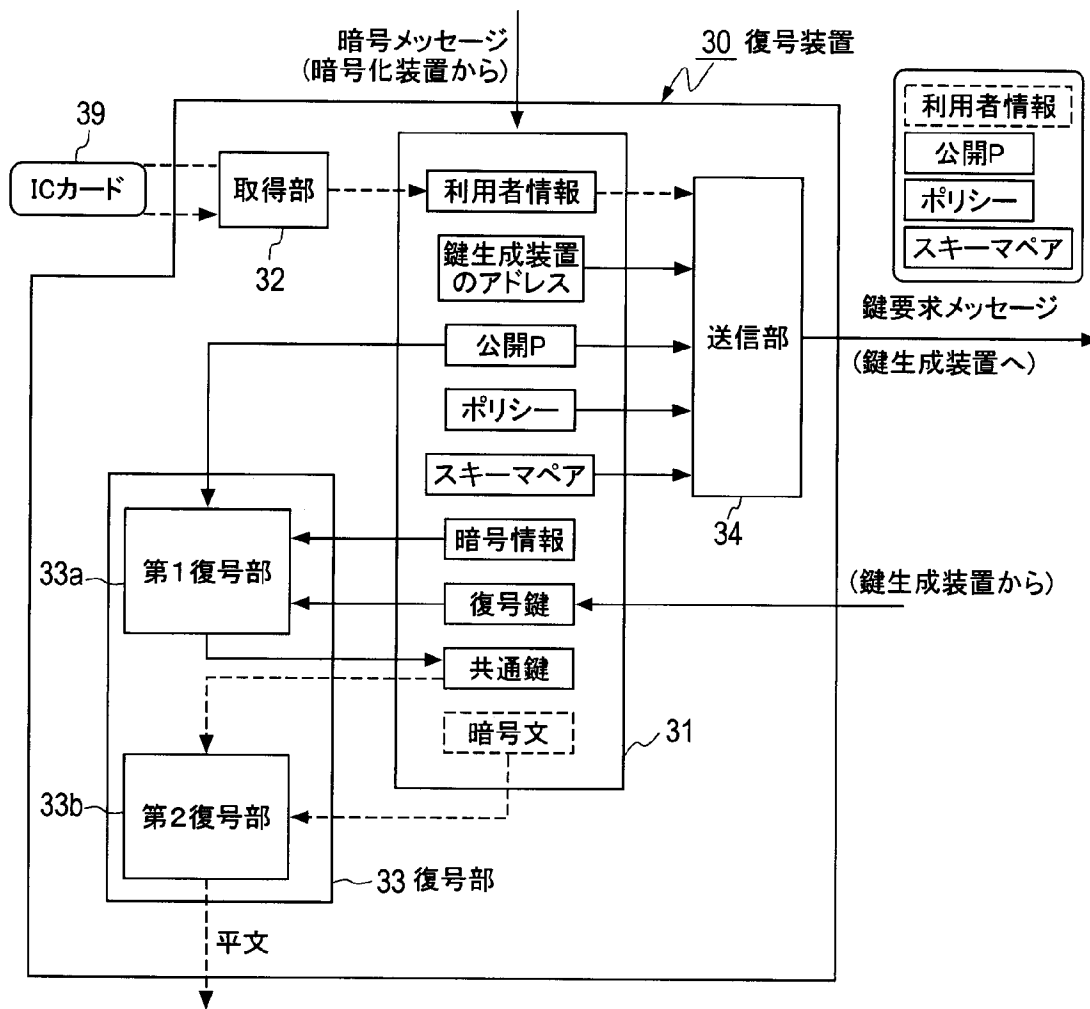 暗号メッセージ
(暗号化装置から)
30 復号装置
利用者情報
公開P
ポリシー
スキーマペア
39
ICカード
取得部
32
利用者情報
鍵生成装置
のアドレス
公開P
ポリシー
スキーマペア
暗号情報
復号鍵
共通鍵
暗号文
31
送信部
34
鍵要求メッセージ
(鍵生成装置へ)
(鍵生成装置から)
33a
第1復号部
33b
第2復号部
33 復号部
平文